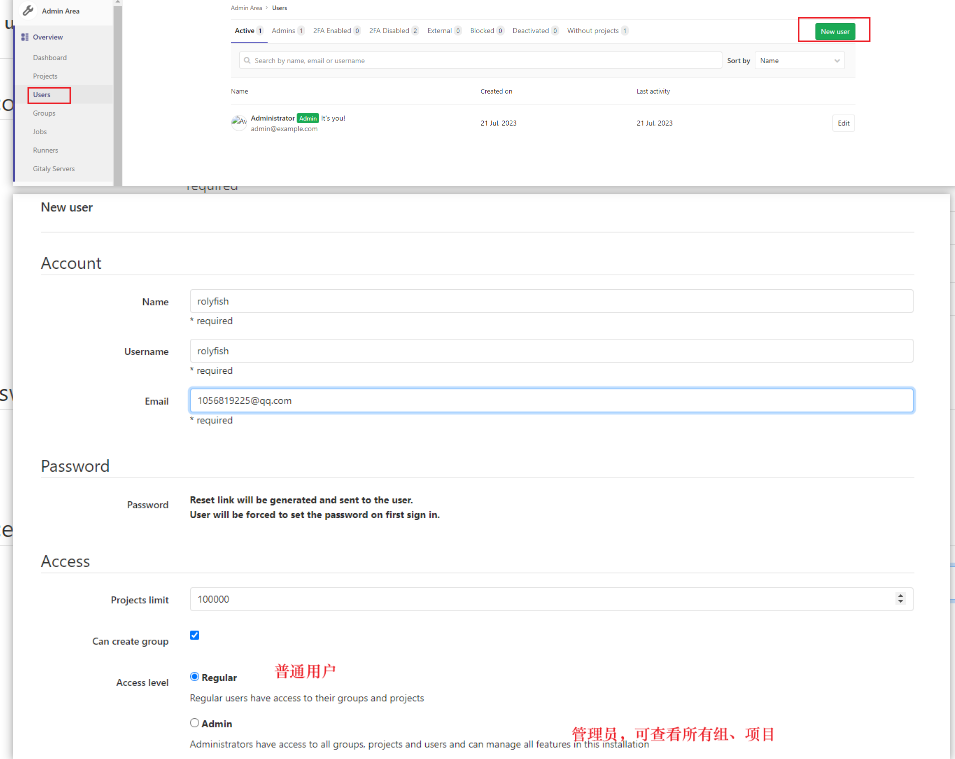 Admin Area
Admin Area > Users
Overview
Dashboard
Projects
Users
Groups
Jobs
Runners
Gitaly Servers
Active 1 Admins 1 2FA Enabled 0 2FA Disabled 2 External 0 Blocked 0 Deactivated 0 Without projects 1
New user
Search by name, email or username
Sort by Name
Name Created on Last activity
Administrator Admin It's you! 21 Jul, 2023 21 Jul, 2023 Edit
admin@example.com
required
New user
Account
Name rolyfish
* required
Username rolyfish
* required
Email 1056819225@qq.com
* required
Password
Password Reset link will be generated and sent to the user.
User will be forced to set the password on first sign in.
Access
Projects limit 100000
Can create group
Access level Regular 普通用户
Regular users have access to their groups and projects
Admin
管理员，可查看所有组、项目
Administrators have access to all groups, projects and users and can manage all features in this installation